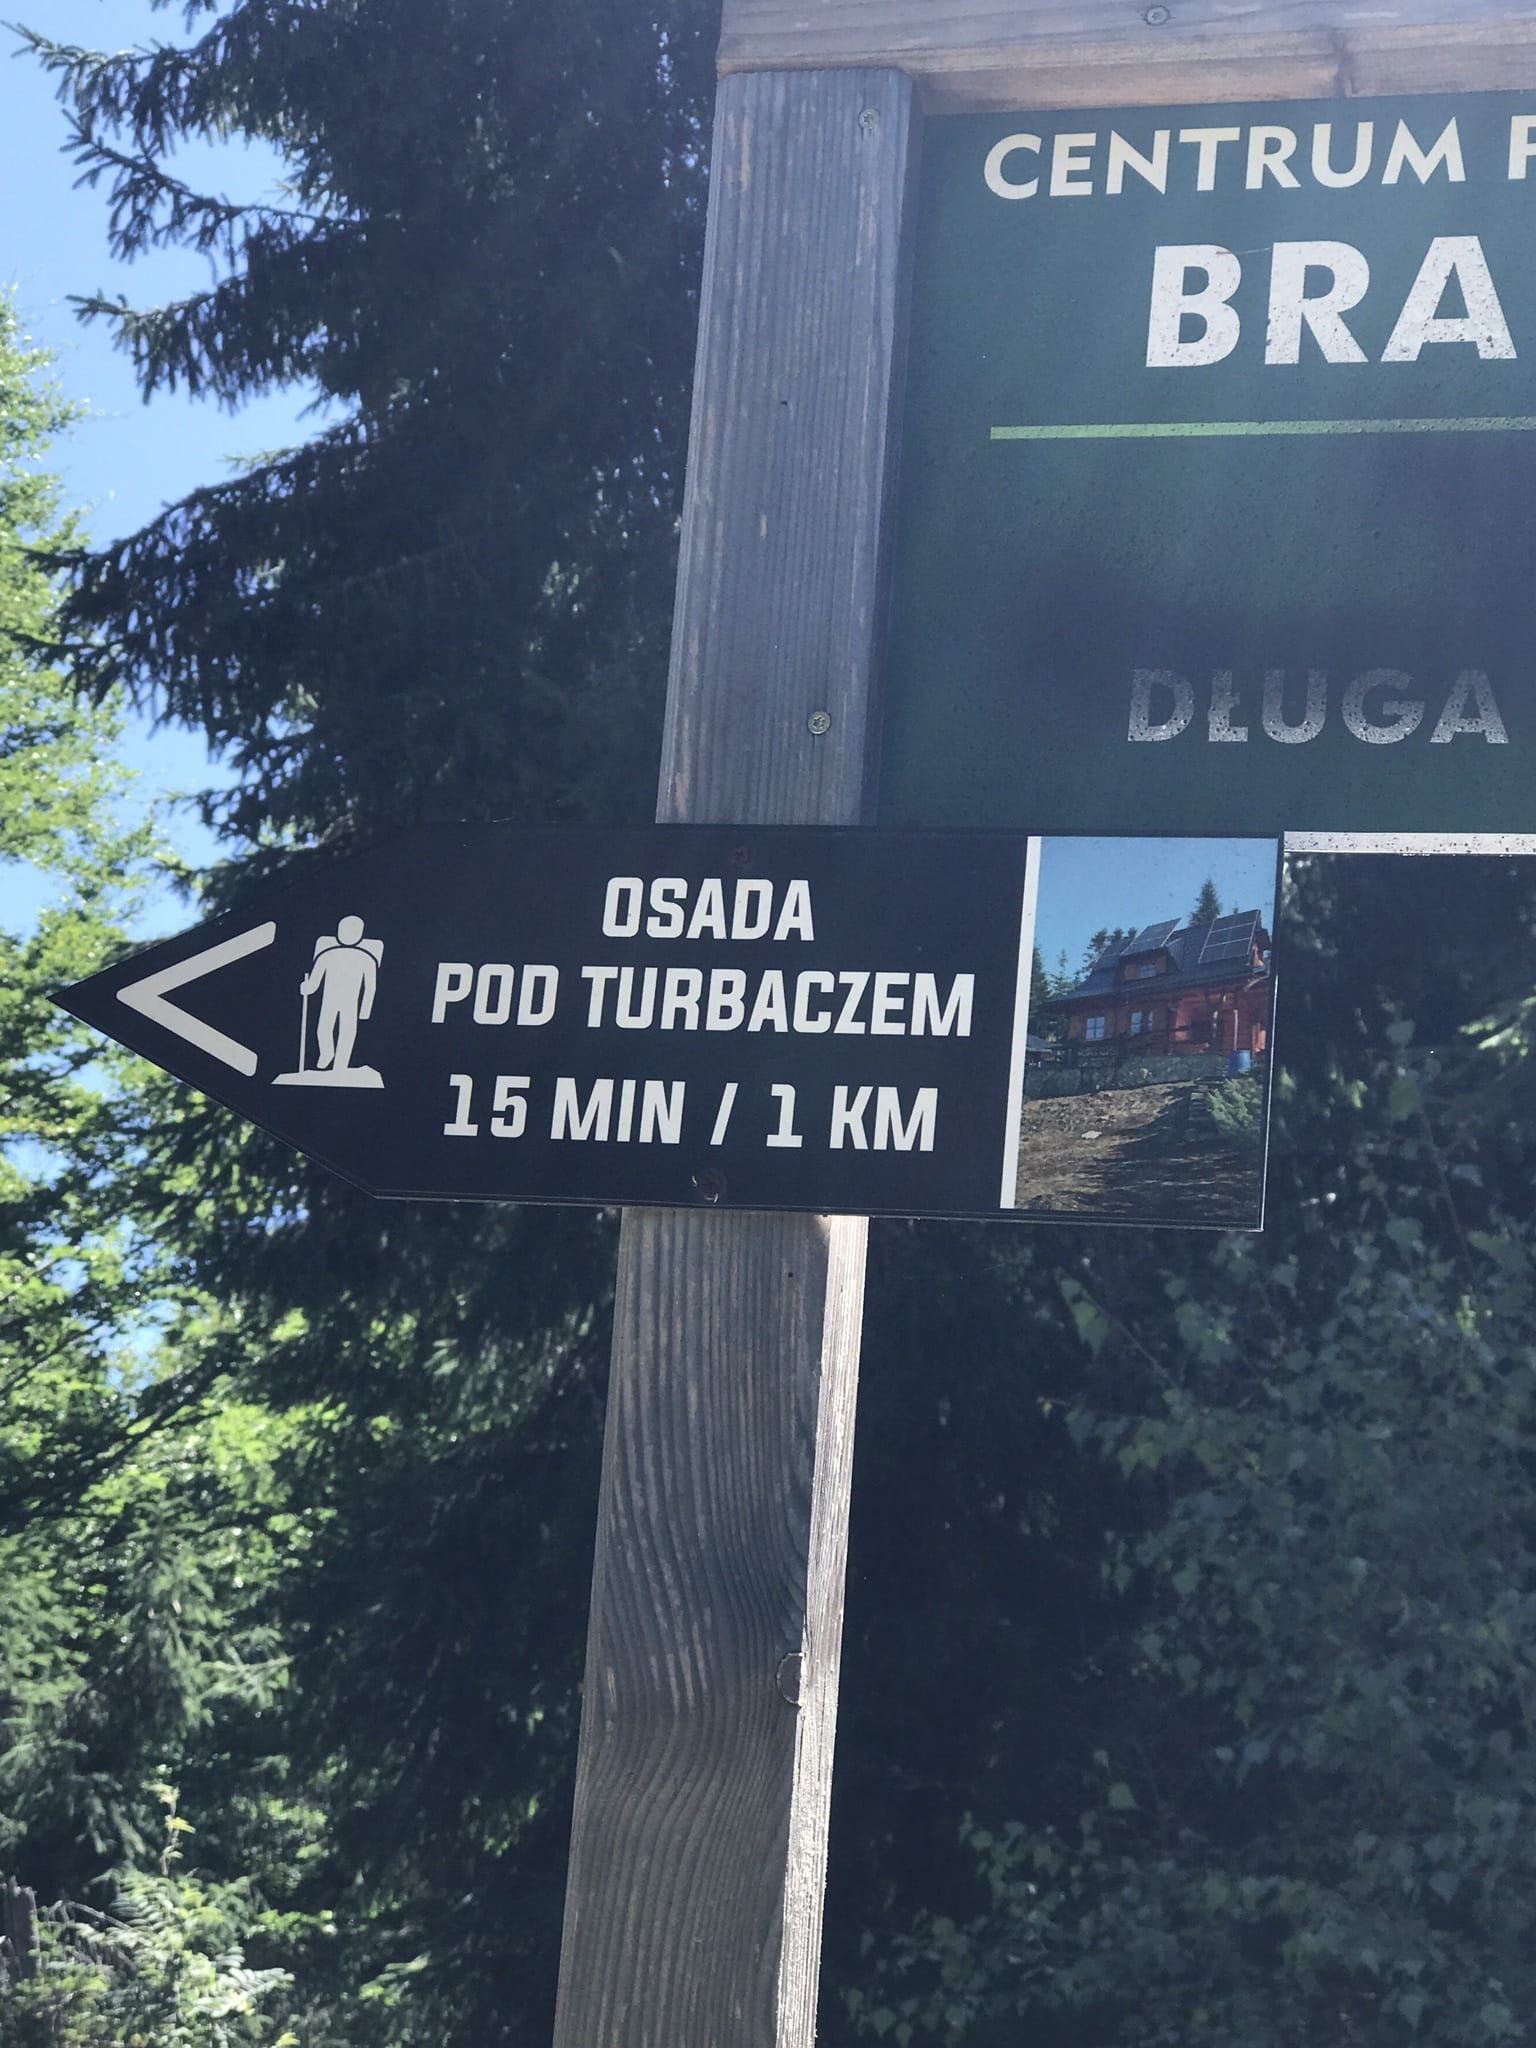 CENTRUM
BRA
DŁUGA
OSADA
POD TURBACZEM
15 MIN / 1 KM